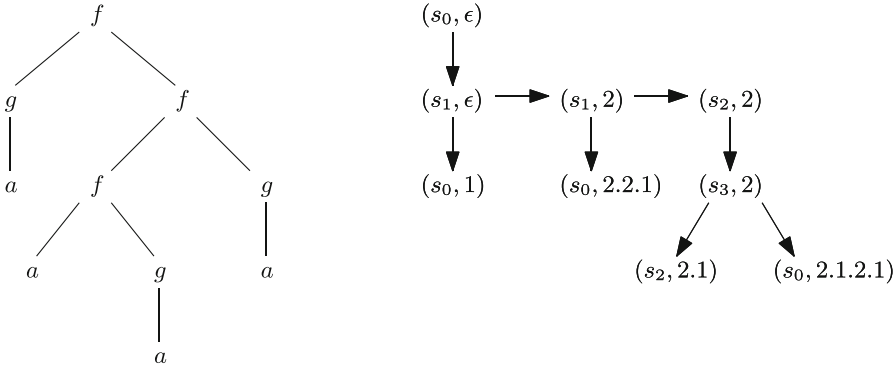 f (s₀, ϵ)
g f (s₁, ϵ) (s₁, 2) (s₂, 2)
a f g (s₀, 1) (s₀, 2.2.1) (s₃, 2)
a g a (s₂, 2.1) (s₀, 2.1.2.1)
a